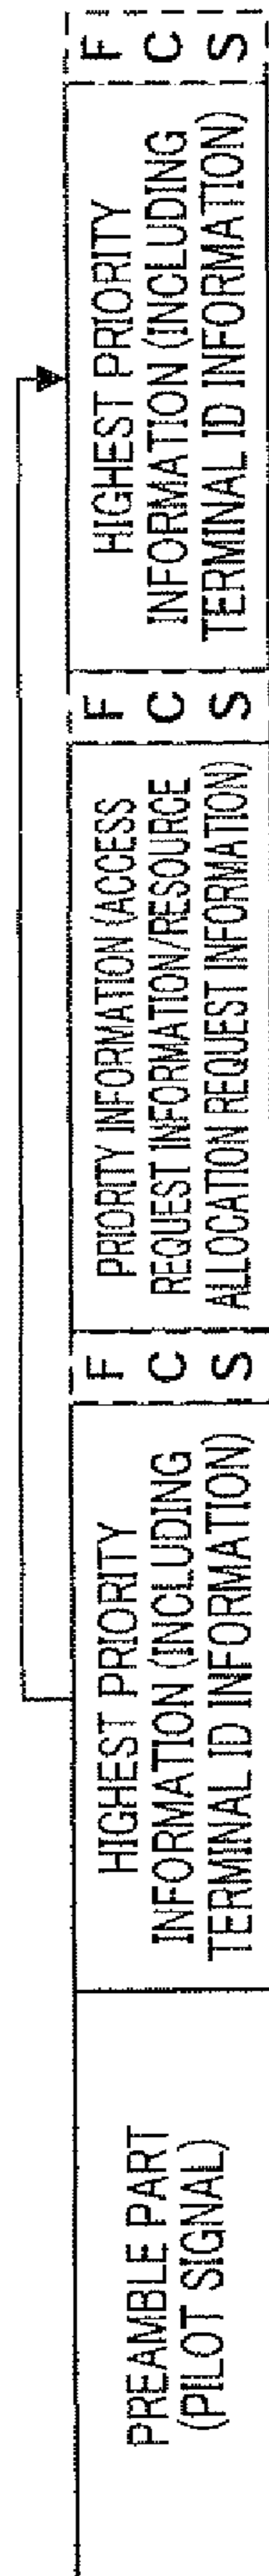 PREAMBLE PART
(PILOT SIGNAL)
HIGHEST PRIORITY
INFORMATION (INCLUDING
TERMINAL ID INFORMATION)
F
C
S
PRIORITY INFORMATION (ACCESS
REQUEST INFORMATION/RESOURCE
ALLOCATION REQUEST INFORMATION)
F
C
S
HIGHEST PRIORITY
INFORMATION (INCLUDING
TERMINAL ID INFORMATION)
F
C
S